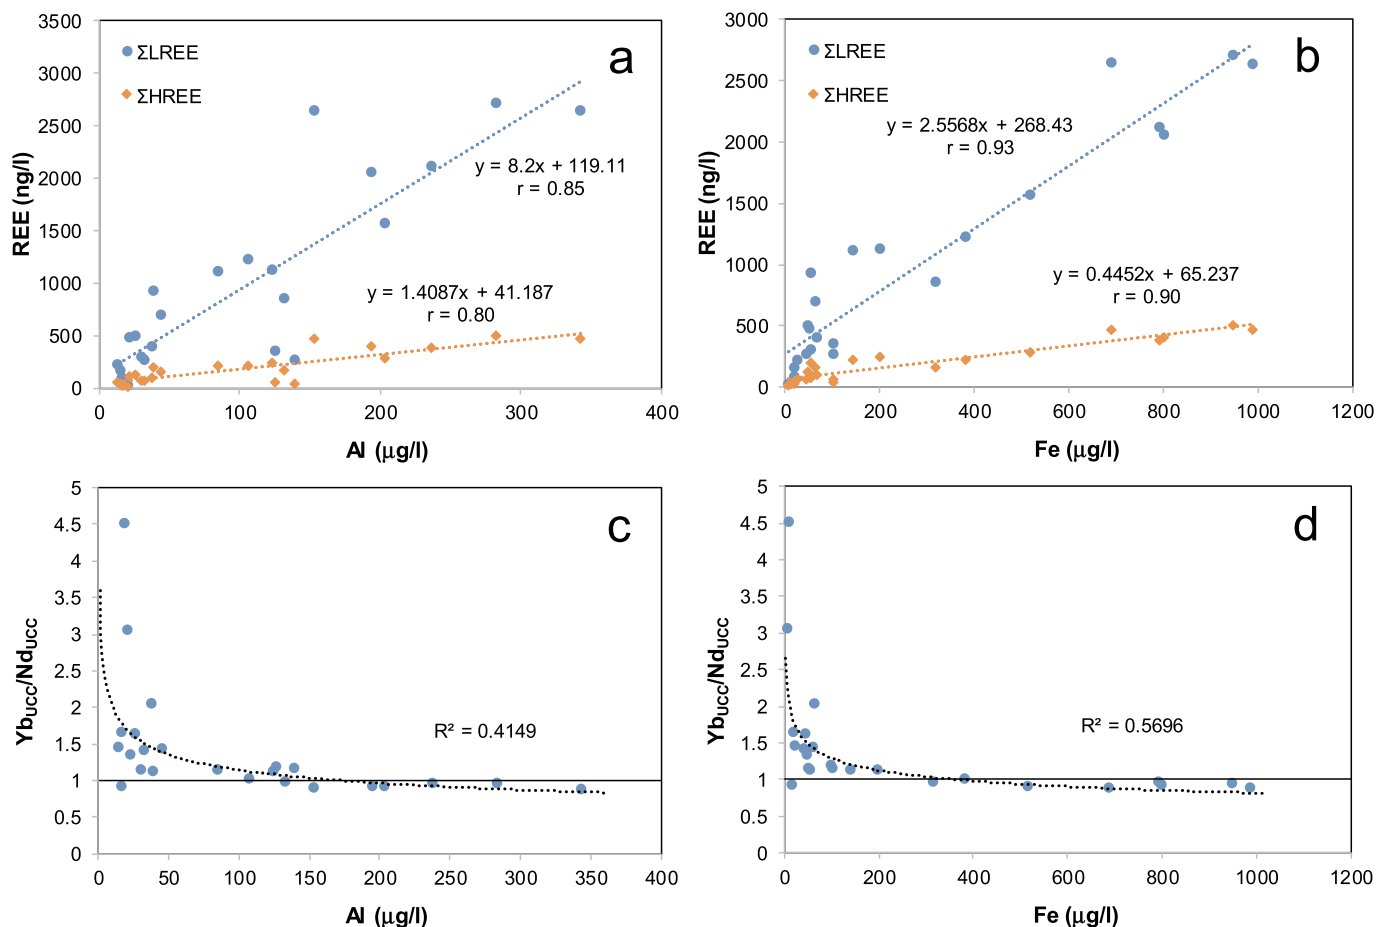 a
ΣLREE
ΣHREE
y = 8.2x + 119.11
r = 0.85
y = 1.4087x + 41.187
r = 0.80
REE (ng/l)
3500
3000
2500
2000
1500
1000
500
0
0 100 200 300 400
Al (μg/l)
b
ΣLREE
ΣHREE
y = 2.5568x + 268.43
r = 0.93
y = 0.4452x + 65.237
r = 0.90
REE (ng/l)
3000
2500
2000
1500
1000
500
0
0 200 400 600 800 1000 1200
Fe (μg/l)
c
R² = 0.4149
YbUCC/NdUCC
5
4.5
4
3.5
3
2.5
2
1.5
1
0.5
0
0 50 100 150 200 250 300 350 400
Al (μg/l)
d
R² = 0.5696
YbUCC/NdUCC
5
4.5
4
3.5
3
2.5
2
1.5
1
0.5
0
0 200 400 600 800 1000 1200
Fe (μg/l)